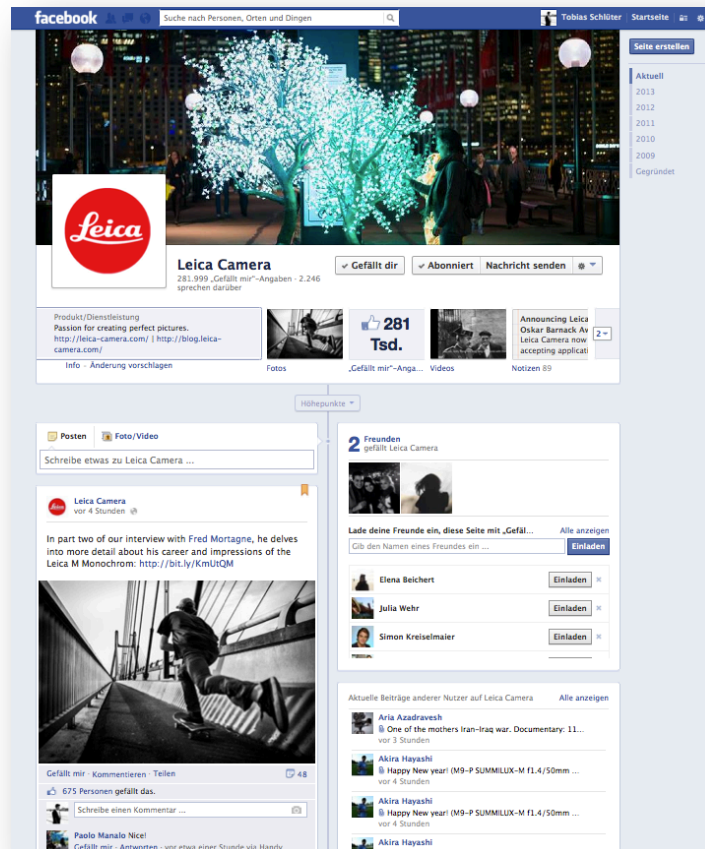 facebook
Suche nach Personen, Orten und Dingen
Tobias Schlüter Startseite
Seite erstellen
Aktuell
2013
2012
2011
2010
2009
Gegründet
Leica
Leica Camera
281.999 „Gefällt mir"-Angaben · 2.246
sprechen darüber
Gefällt dir
Abonniert
Nachricht senden
Produkt/Dienstleistung
Passion for creating perfect pictures.
http://leica-camera.com/ | http://blog.leica-
camera.com/
Info - Änderung vorschlagen
Fotos
281
Tsd.
„Gefällt mir"-Anga...
Videos
Announcing Leica
Oskar Barnack Av
Leica Camera now
accepting applicati
2
Notizen 89
Höhepunkte
Posten
Foto/Video
Schreibe etwas zu Leica Camera ...
Leica Camera
vor 4 Stunden
In part two of our interview with Fred Mortagne, he delves
into more detail about his career and impressions of the
Leica M Monochrom: http://bit.ly/KmUtQM
Gefällt mir · Kommentieren · Teilen
48
675 Personen gefällt das.
Schreibe einen Kommentar ...
Paolo Manalo Nice!
Gefällt mir · Antworten · vor etwa einer Stunde via Handy
2 Freunden
gefällt Leica Camera
Lade deine Freunde ein, diese Seite mit „Gefäl...
Alle anzeigen
Gib den Namen eines Freundes ein ...
Einladen
Elena Beichert
Einladen
Julia Wehr
Einladen
Simon Kreiselmaier
Einladen
Aktuelle Beiträge anderer Nutzer auf Leica Camera
Alle anzeigen
Aria Azadravesh
One of the mothers Iran-Iraq war. Documentary: 11...
vor 3 Stunden
Akira Hayashi
Happy New year! (M9-P SUMMILUX-M f1.4/50mm ...
vor 4 Stunden
Akira Hayashi
Happy New year! (M9-P SUMMILUX-M f1.4/50mm ...
vor 4 Stunden
Akira Hayashi